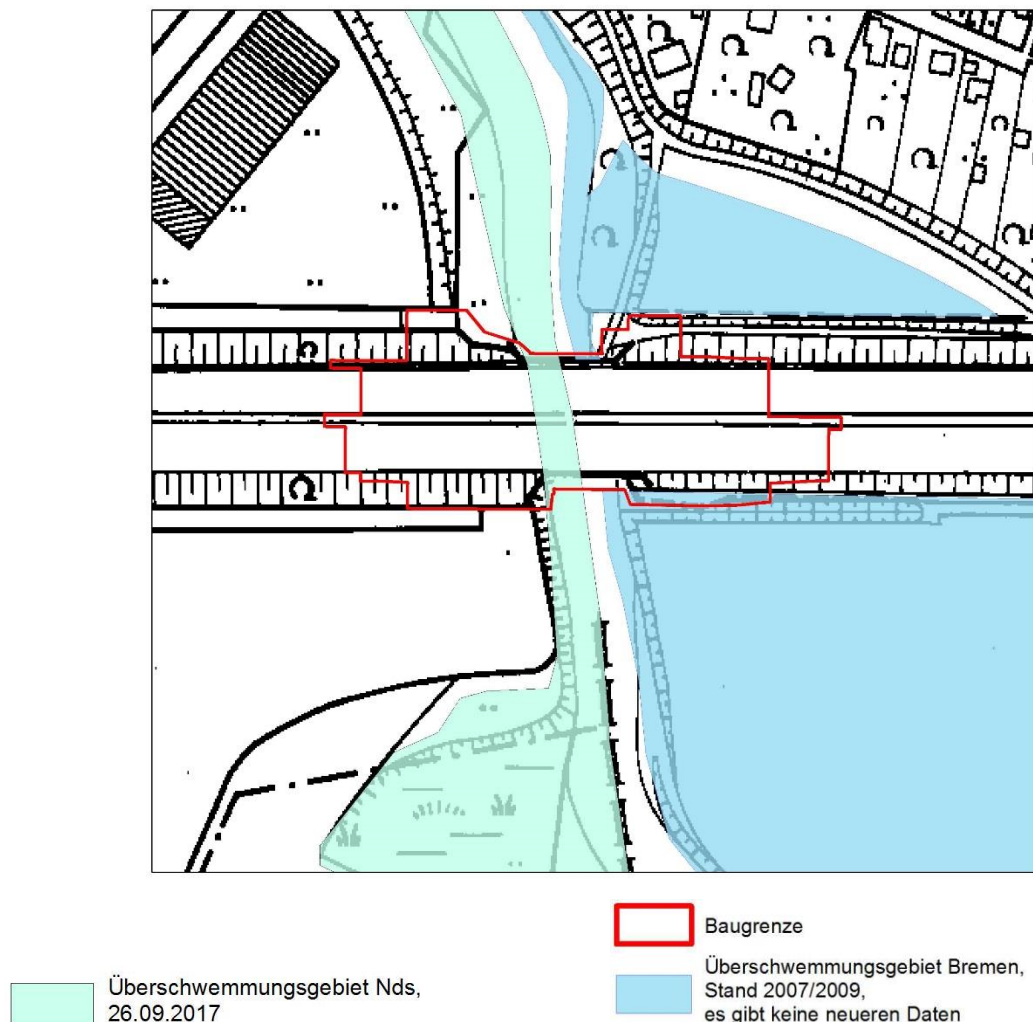 Baugrenze
Überschwemmungsgebiet Nds,
26.09.2017
Überschwemmungsgebiet Bremen,
Stand 2007/2009,
es gibt keine neueren Daten